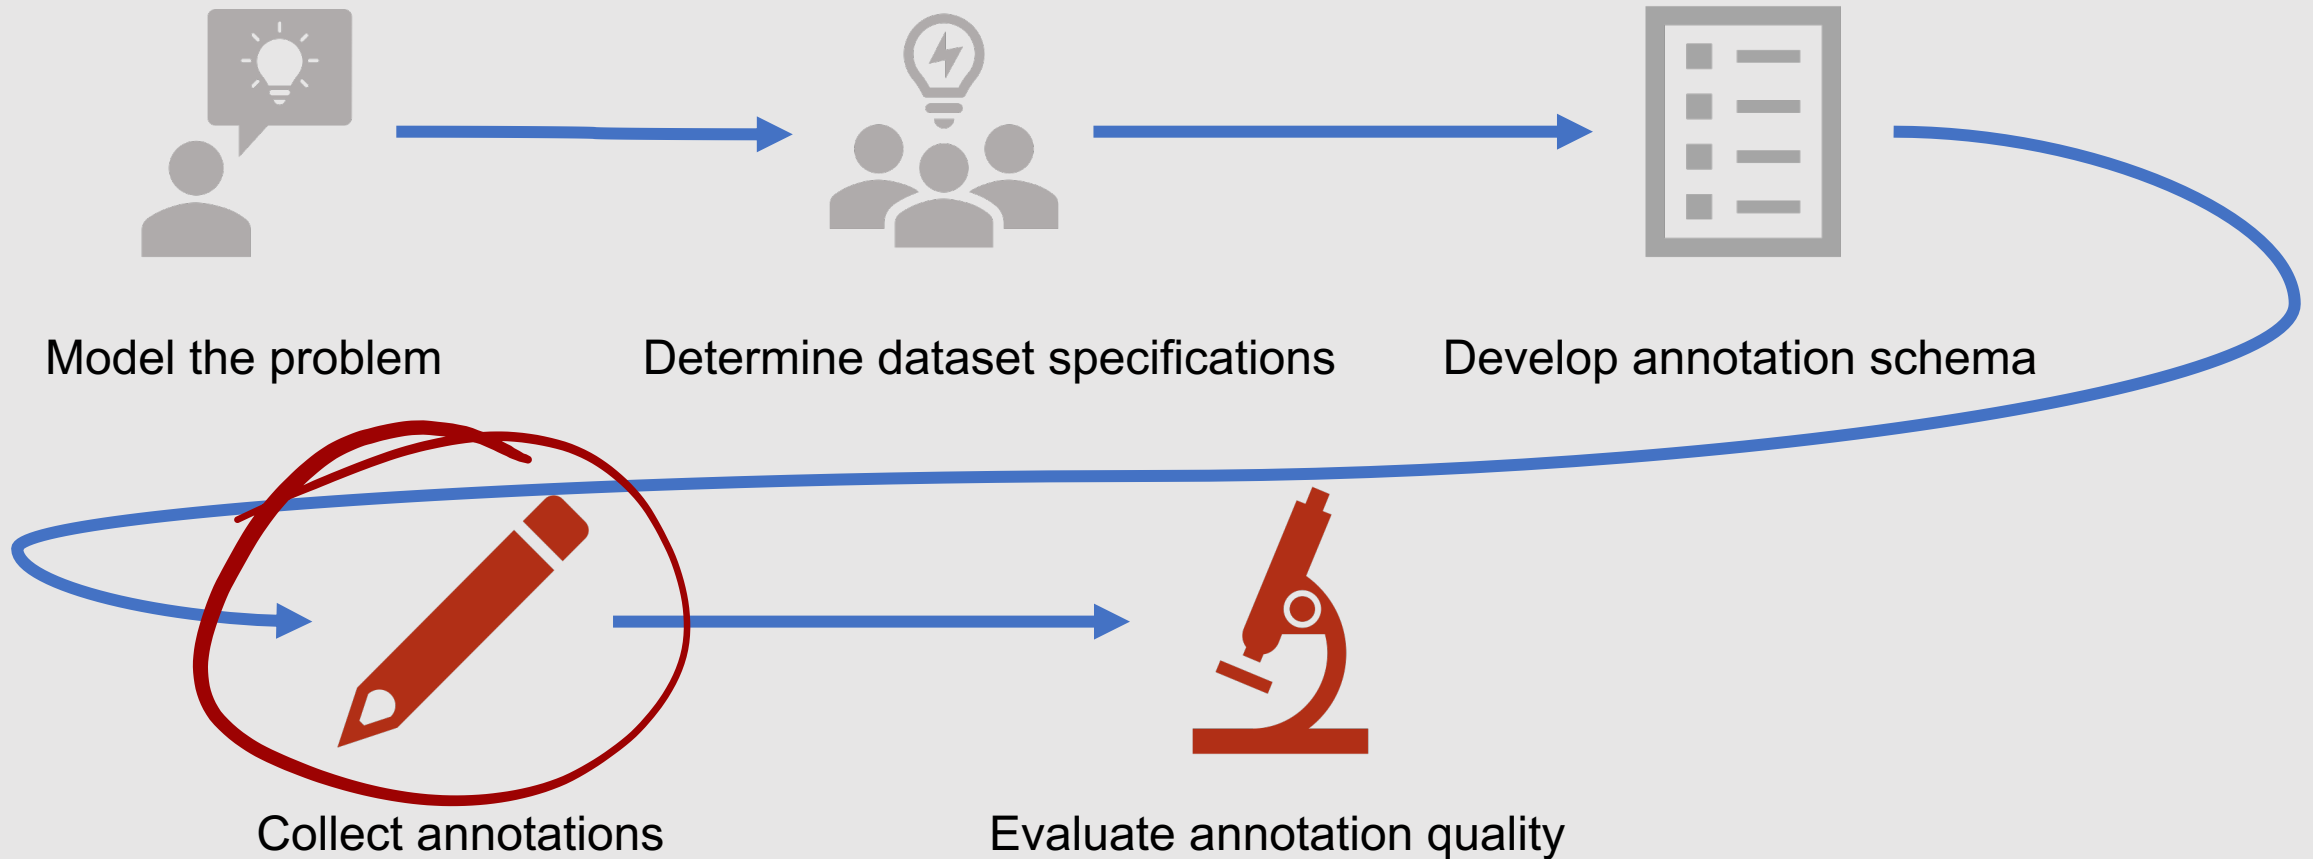 Model the problem
Determine dataset specifications
Develop annotation schema
Collect annotations
Evaluate annotation quality